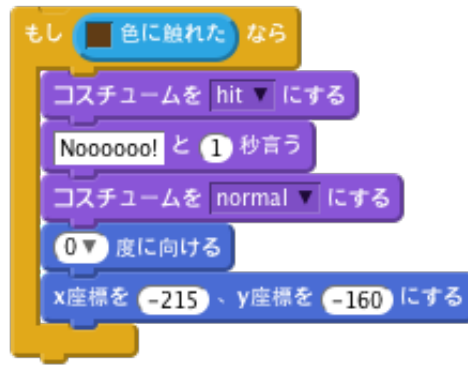 もし 色に触れた なら
コスチュームを hit ▼ にする
Noooooo! と 1 秒言う
コスチュームを normal ▼ にする
0▼ 度に向ける
x座標を -215 、y座標を -160 にする